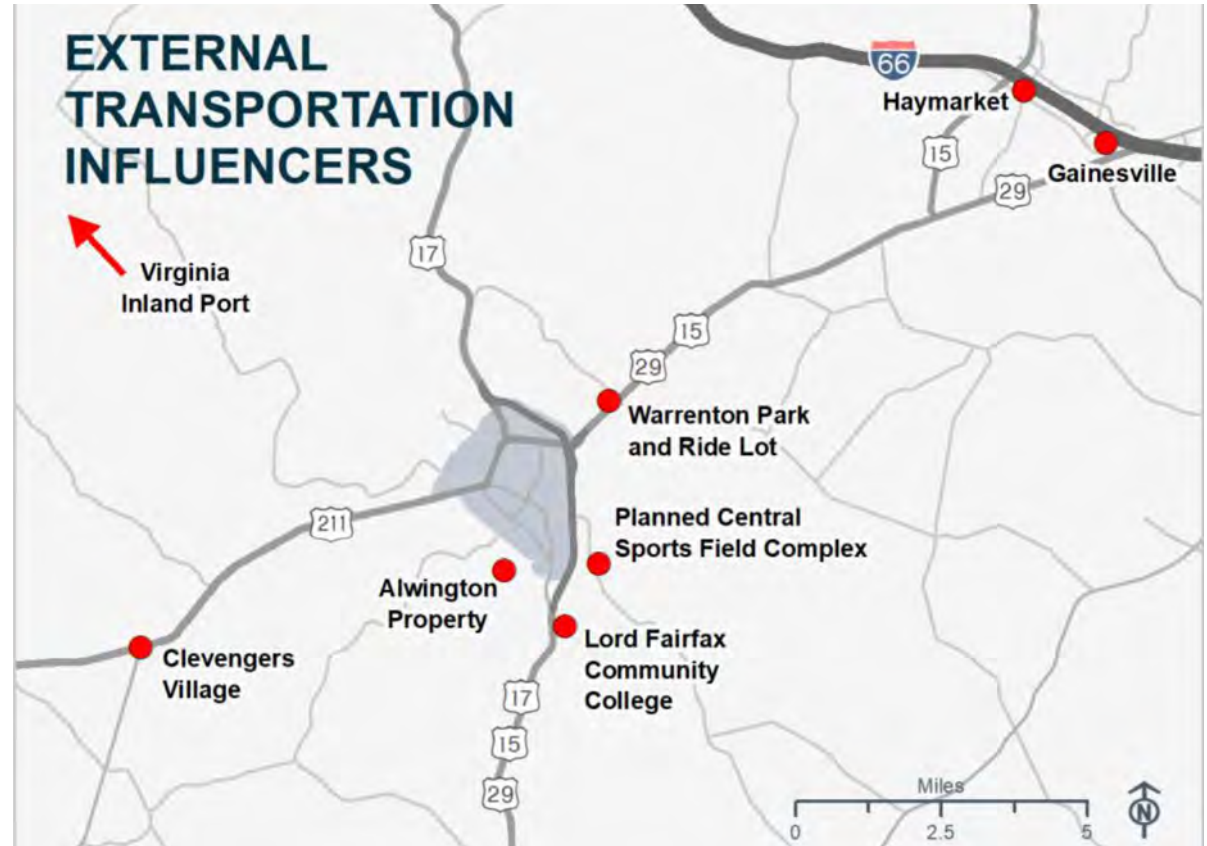 EXTERNAL
TRANSPORTATION
INFLUENCERS
66
Haymarket
15
Gainesville
29
17
Virginia
Inland Port
15
29
Warrenton Park
and Ride Lot
211
Planned Central
Sports Field Complex
Alwington
Property
Lord Fairfax
Community
College
Clevengers
Village
17
15
29
Miles
0
2.5
5
N